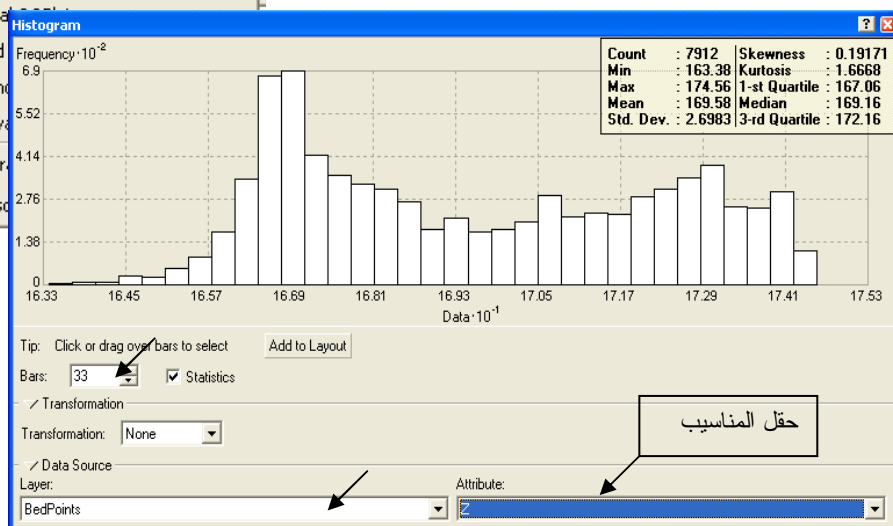 Histogram
Frequency·10⁻²
Count : 7912 Skewness : 0.19171
Min : 163.38 Kurtosis : 1.6668
Max : 174.56 1-st Quartile : 167.06
Mean : 169.58 Median : 169.16
Std. Dev. : 2.6983 3-rd Quartile : 172.16
6.9
5.52
4.14
2.76
1.38
0
16.33 16.45 16.57 16.69 16.81 16.93 17.05 17.17 17.29 17.41 17.53
Data·10⁻¹
Tip: Click or drag over bars to select Add to Layout
Bars: 33 Statistics
Transformation
Transformation: None
حقل المناسيب
Data Source
Layer: Attribute:
BedPoints Z